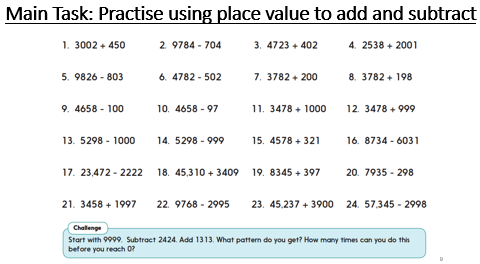 Main Task: Practise using place value to add and subtract
1. 3002 + 450 2. 9784 - 704 3. 4723 + 402 4. 2538 + 2001
5. 9826 - 803 6. 4782 - 502 7. 3782 + 200 8. 3782 + 198
9. 4658 - 100 10. 4658 - 97 11. 3478 + 1000 12. 3478 + 999
13. 5298 - 1000 14. 5298 - 999 15. 4578 + 321 16. 8734 - 6031
17. 23,472 - 2222 18. 45,310 + 3409 19. 8345 + 397 20. 7935 - 298
21. 3458 + 1997 22. 9768 - 2995 23. 45,237 + 3900 24. 57,345 - 2998
Challenge
Start with 9999. Subtract 2424. Add 1313. What pattern do you get? How many times can you do this
before you reach 0?